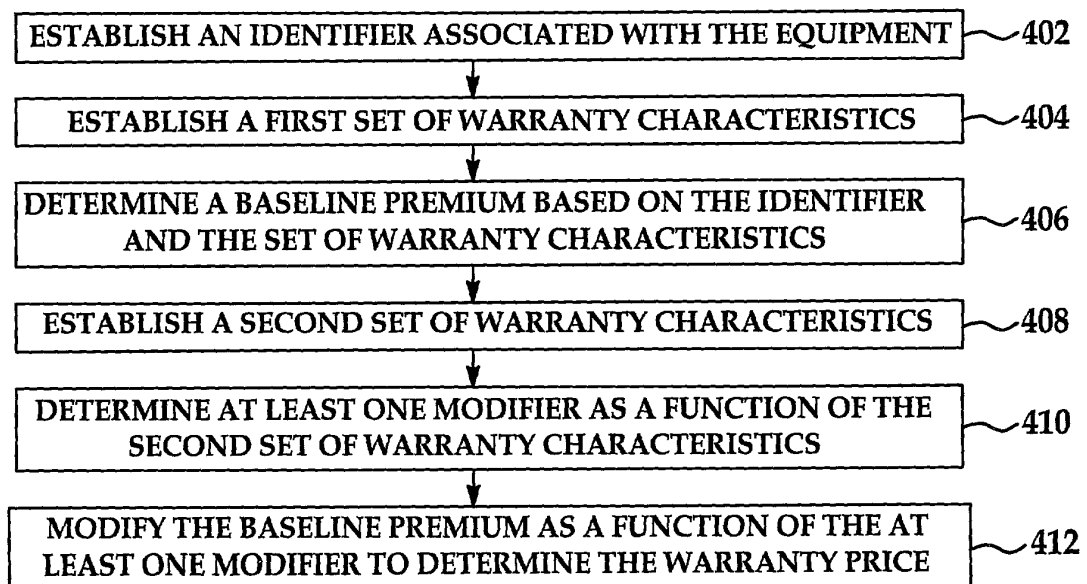 ESTABLISH AN IDENTIFIER ASSOCIATED WITH THE EQUIPMENT 402
ESTABLISH A FIRST SET OF WARRANTY CHARACTERISTICS 404
DETERMINE A BASELINE PREMIUM BASED ON THE IDENTIFIER
AND THE SET OF WARRANTY CHARACTERISTICS 406
ESTABLISH A SECOND SET OF WARRANTY CHARACTERISTICS 408
DETERMINE AT LEAST ONE MODIFIER AS A FUNCTION OF THE
SECOND SET OF WARRANTY CHARACTERISTICS 410
MODIFY THE BASELINE PREMIUM AS A FUNCTION OF THE AT
LEAST ONE MODIFIER TO DETERMINE THE WARRANTY PRICE 412